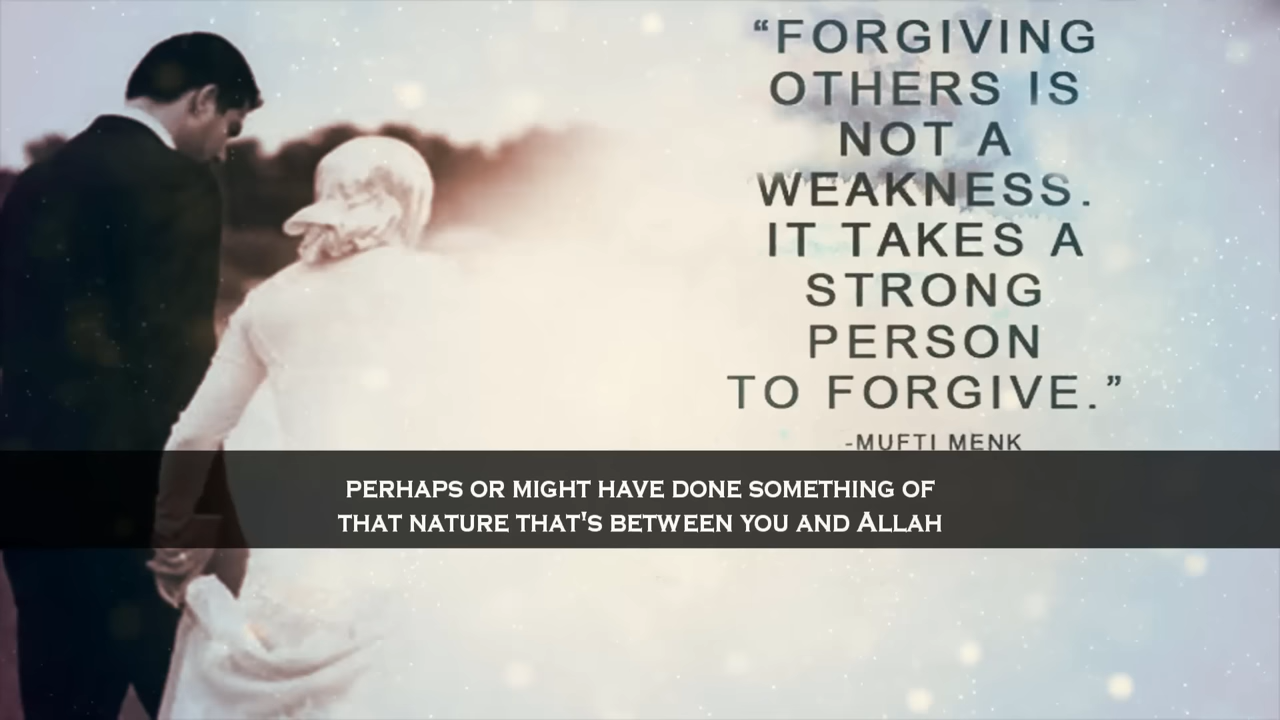 “FORGIVING
OTHERS IS
NOT A
WEAKNESS.
IT TAKES A
STRONG
PERSON
TO FORGIVE.”
-MUFTI MENK
PERHAPS OR MIGHT HAVE DONE SOMETHING OF
THAT NATURE THAT'S BETWEEN YOU AND ALLAH